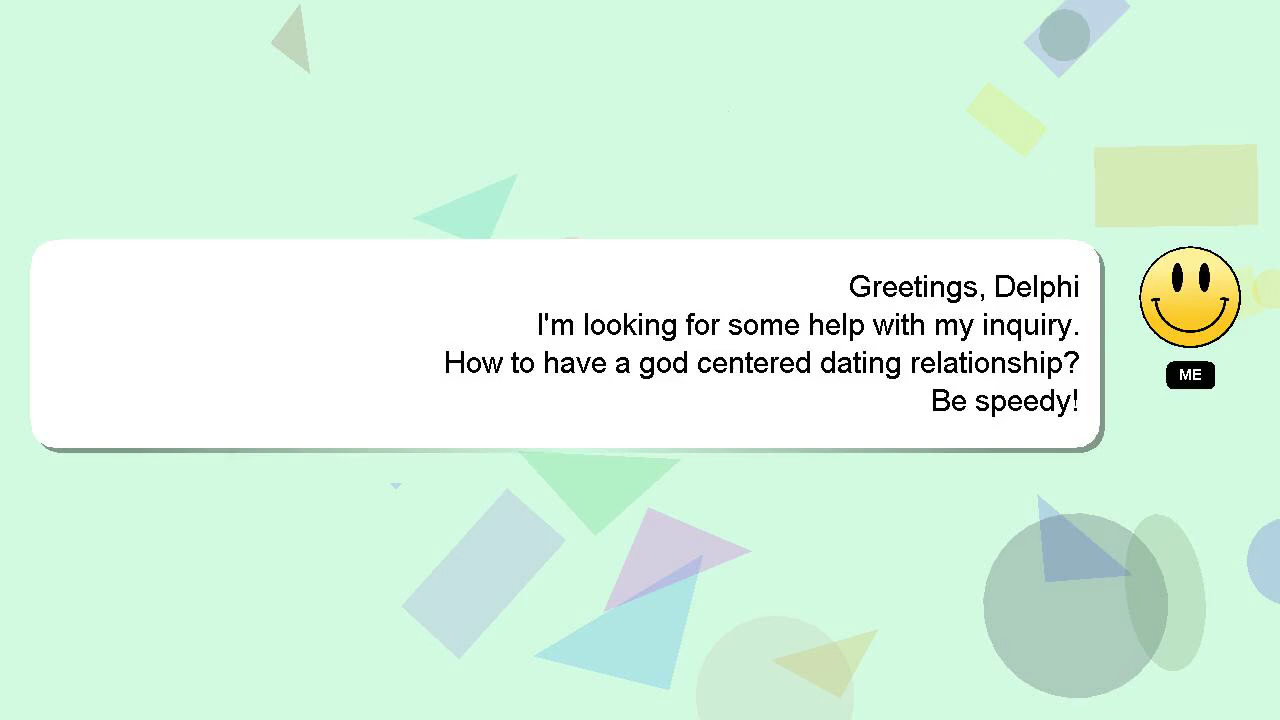 Greetings, Delphi
I'm looking for some help with my inquiry.
How to have a god centered dating relationship?
Be speedy!
ME